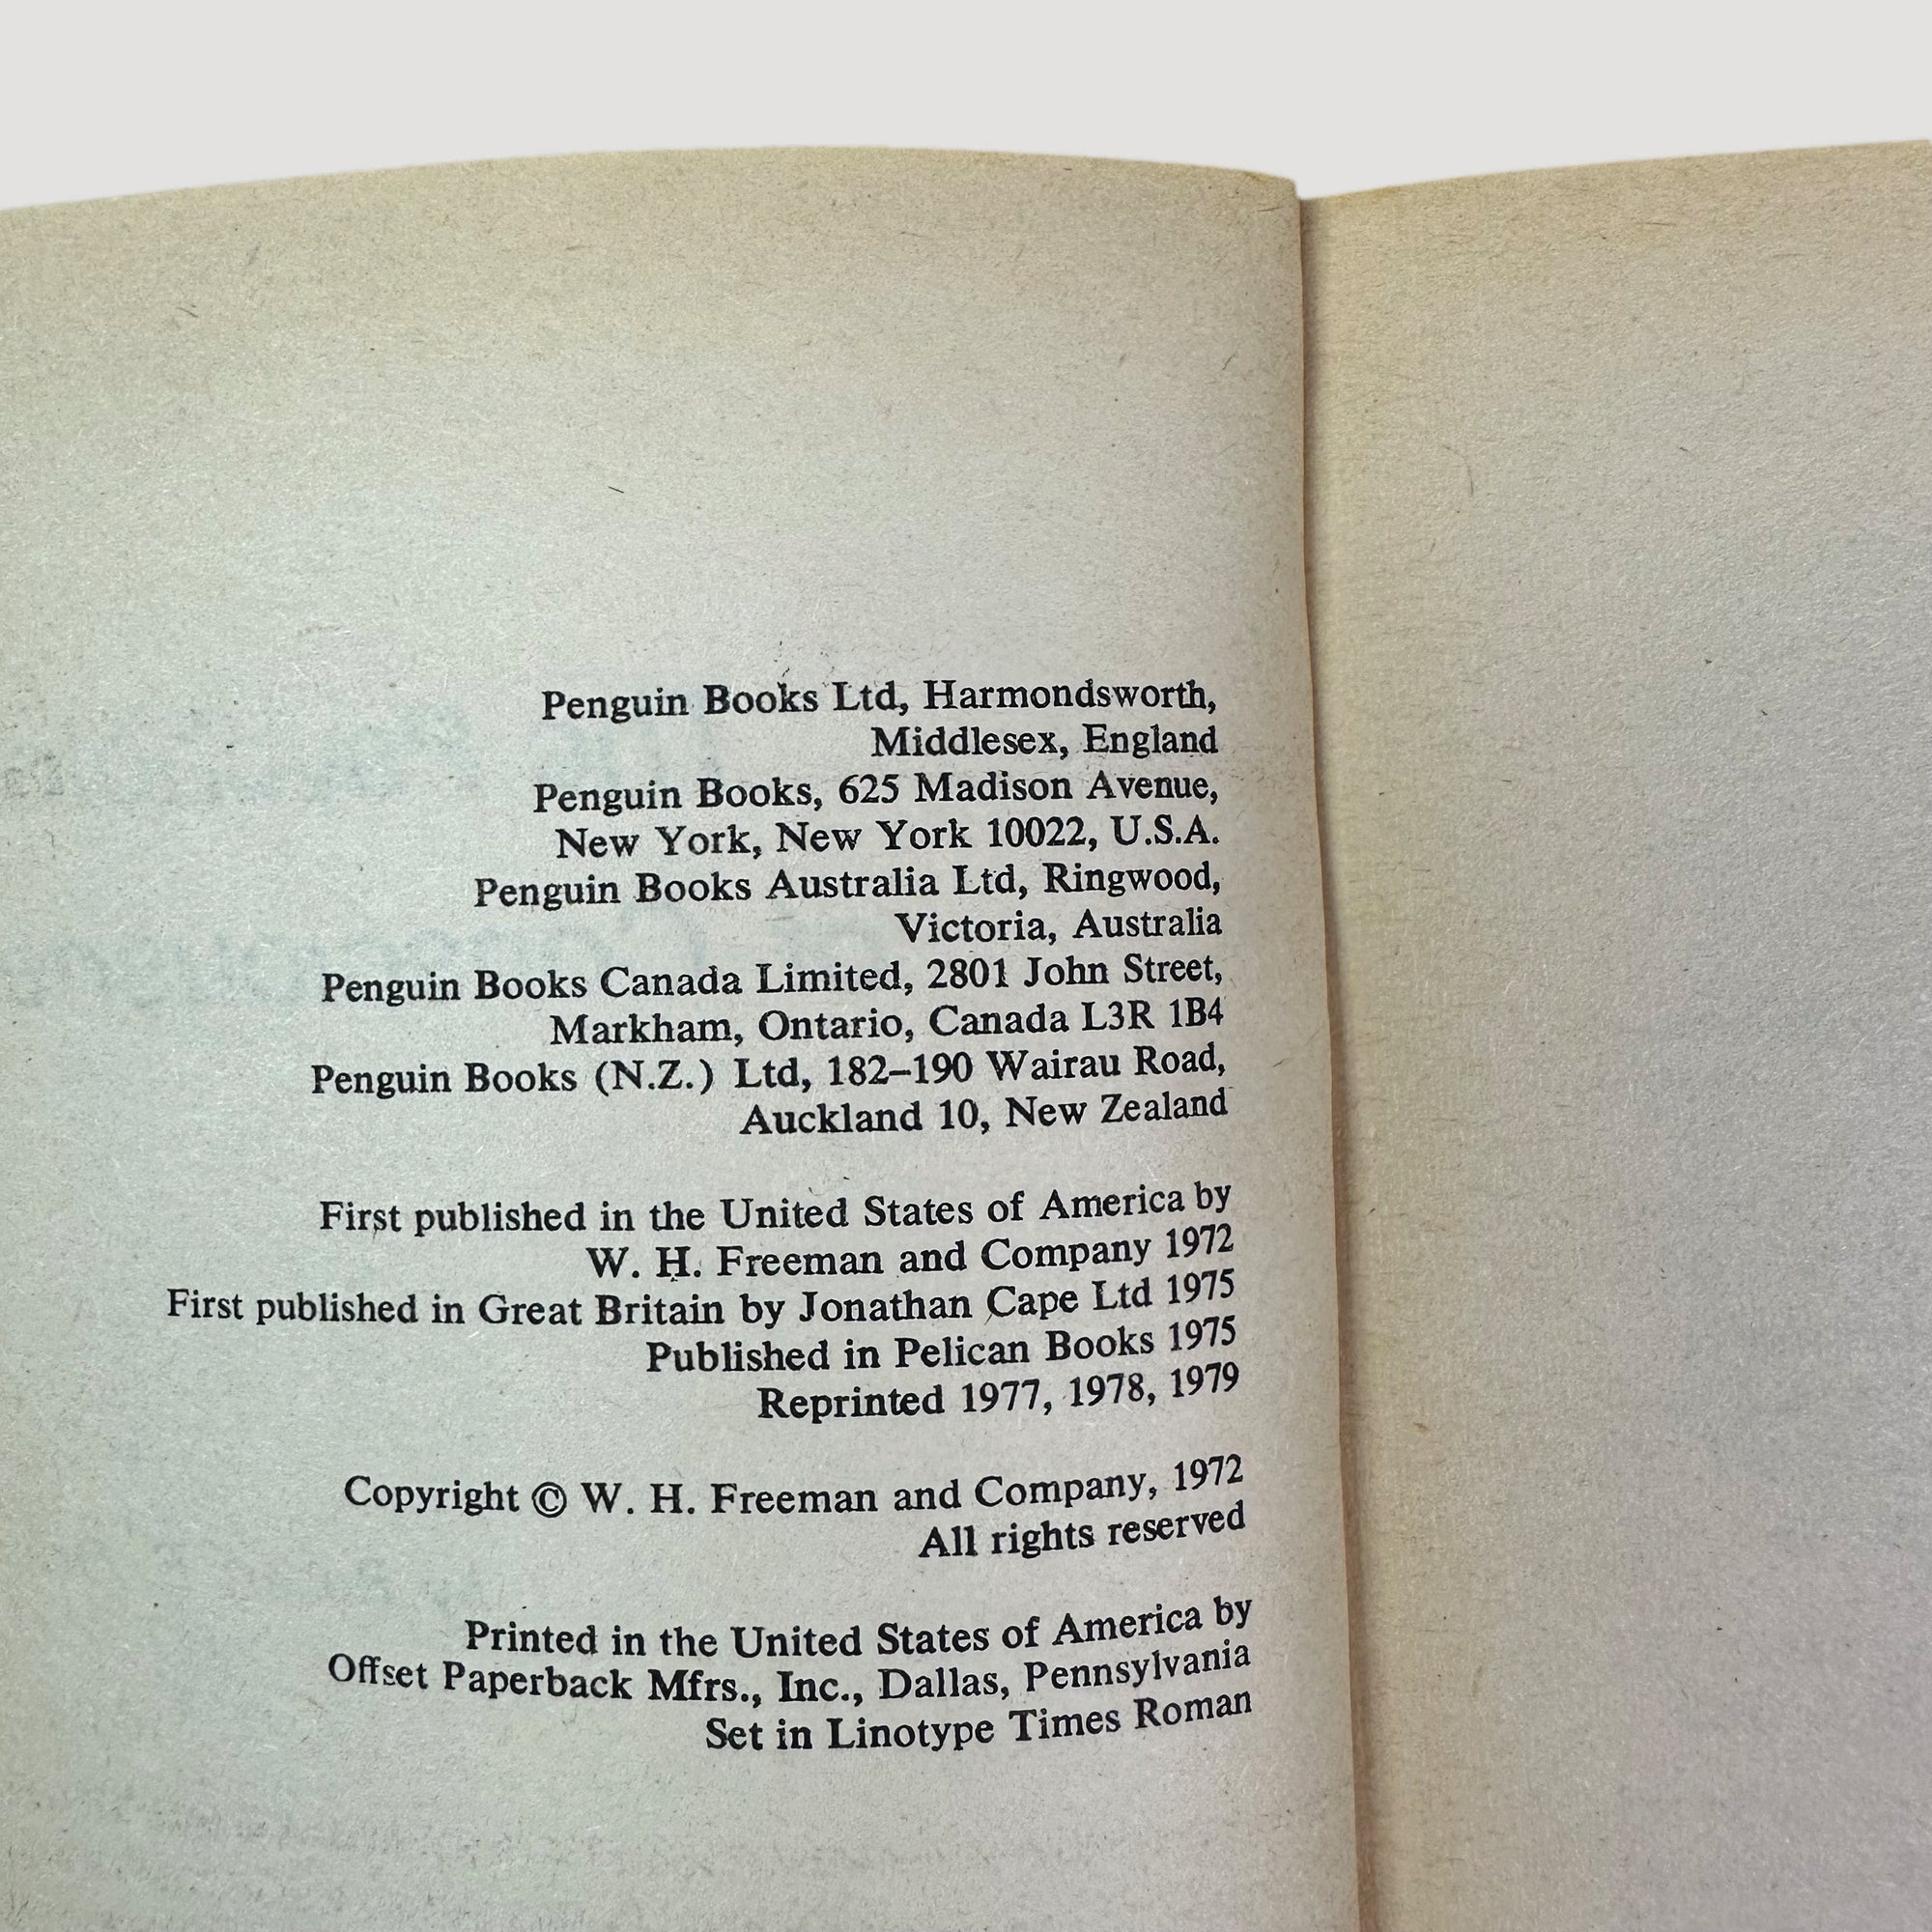 Penguin Books Ltd, Harmondsworth,
Middlesex, England
Penguin Books, 625 Madison Avenue,
New York, New York 10022, U.S.A.
Penguin Books Australia Ltd, Ringwood,
Victoria, Australia
Penguin Books Canada Limited, 2801 John Street,
Markham, Ontario, Canada L3R 1B4
Penguin Books (N.Z.) Ltd, 182–190 Wairau Road,
Auckland 10, New Zealand
First published in the United States of America by
W. H. Freeman and Company 1972
First published in Great Britain by Jonathan Cape Ltd 1975
Published in Pelican Books 1975
Reprinted 1977, 1978, 1979
Copyright © W. H. Freeman and Company, 1972
All rights reserved
Printed in the United States of America by
Offset Paperback Mfrs., Inc., Dallas, Pennsylvania
Set in Linotype Times Roman